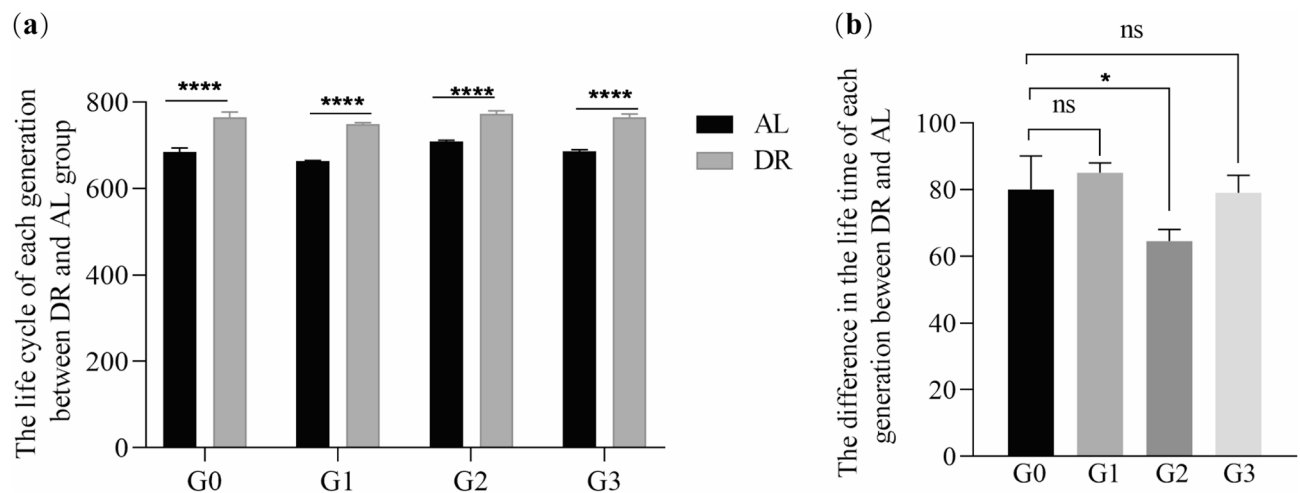 (a)
The life cycle of each generation
between DR and AL group
800
600
400
200
0
****
****
****
****
G0
G1
G2
G3
AL
DR
(b)
The difference in the life time of each
generation beween DR and AL
100
80
60
40
20
0
ns
*
ns
G0
G1
G2
G3